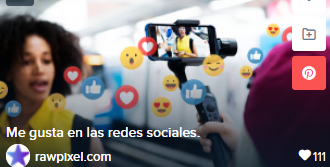 Me gusta en las redes sociales.
rawpixel.com
111